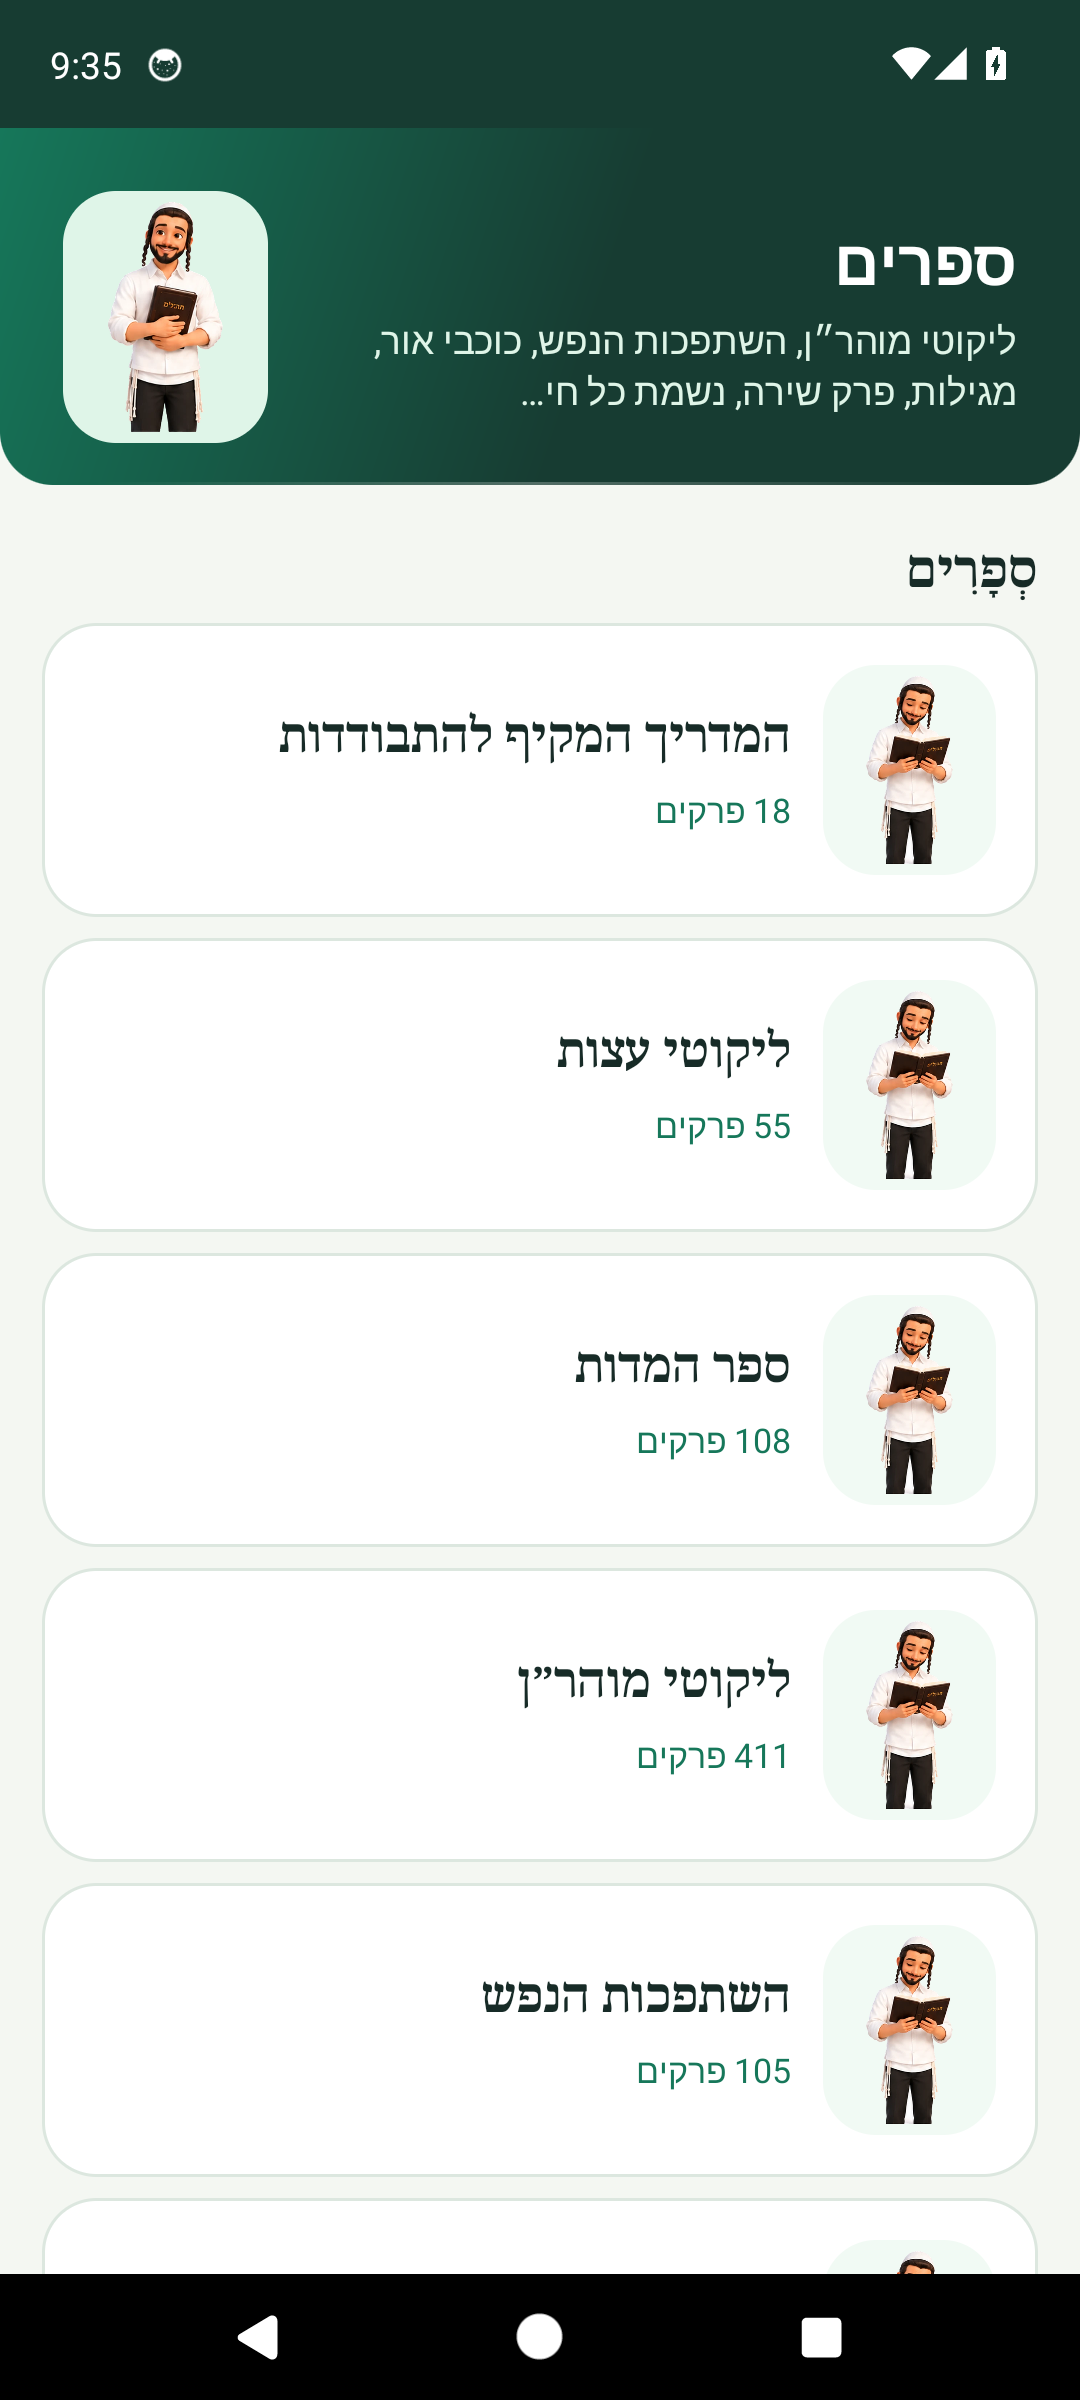 9:35
ספרים
ליקוטי מוהר״ן, השתפכות הנפש, כוכבי אור,
מגילות, פרק שירה, נשמת כל חי...
סְפָרִים
המדריך המקיף להתבודדות
18 פרקים
ליקוטי עצות
55 פרקים
ספר המדות
108 פרקים
ליקוטי מוהר״ן
411 פרקים
השתפכות הנפש
105 פרקים